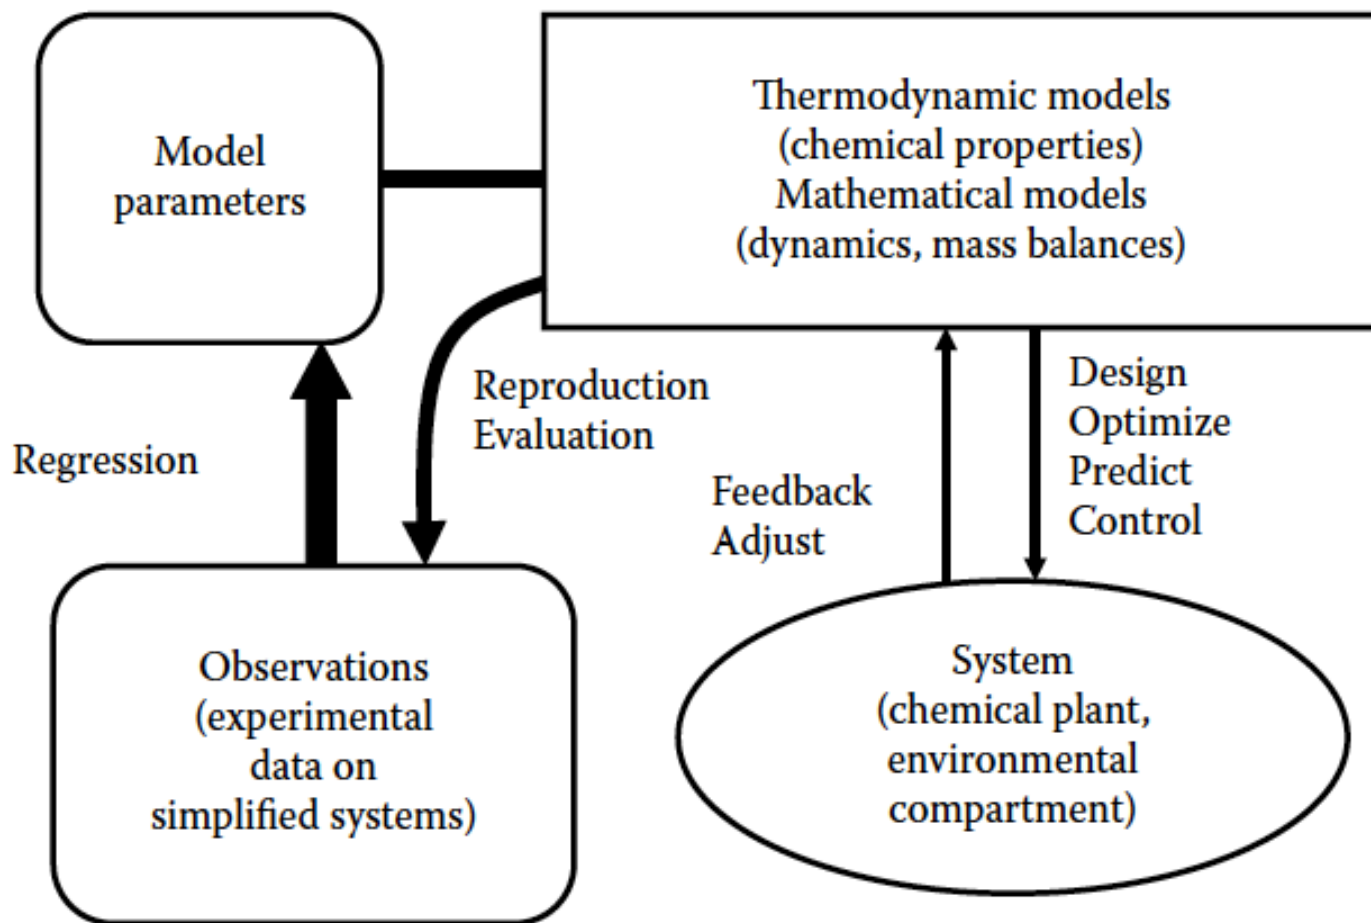 Model
parameters
Thermodynamic models
(chemical properties)
Mathematical models
(dynamics, mass balances)
Regression
Reproduction
Evaluation
Feedback
Adjust
Design
Optimize
Predict
Control
Observations
(experimental
data on
simplified systems)
System
(chemical plant,
environmental
compartment)